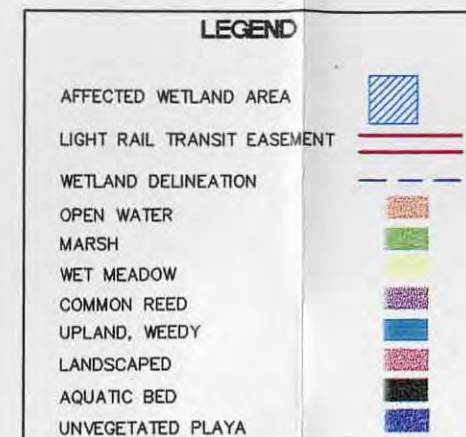 LEGEND
AFFECTED WETLAND AREA
LIGHT RAIL TRANSIT EASEMENT
WETLAND DELINEATION
OPEN WATER
MARSH
WET MEADOW
COMMON REED
UPLAND, WEEDY
LANDSCAPED
AQUATIC BED
UNVEGETATED PLAYA